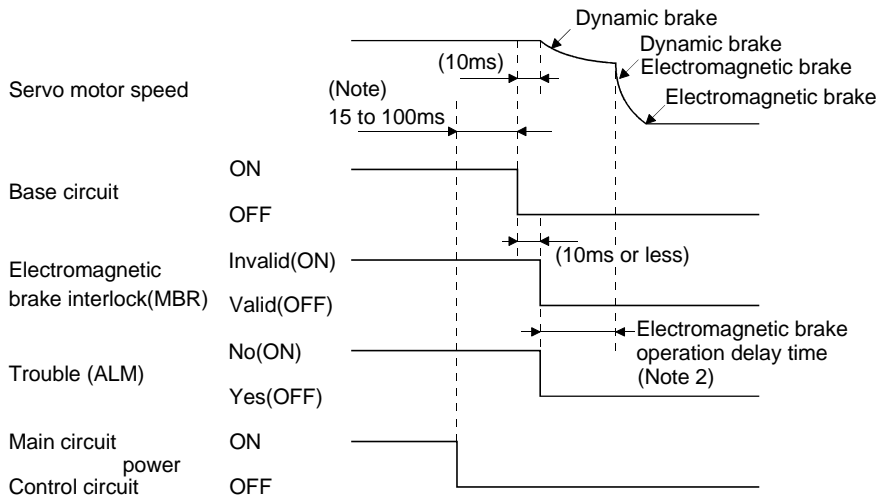 Dynamic brake
Dynamic brake
Electromagnetic brake
Electromagnetic brake
(10ms)
Servo motor speed
(Note)
15 to 100ms
Base circuit
ON
OFF
(10ms or less)
Electromagnetic
brake interlock(MBR)
Invalid(ON)
Valid(OFF)
Electromagnetic brake
operation delay time
(Note 2)
Trouble (ALM)
No(ON)
Yes(OFF)
Main circuit
power
Control circuit
ON
OFF